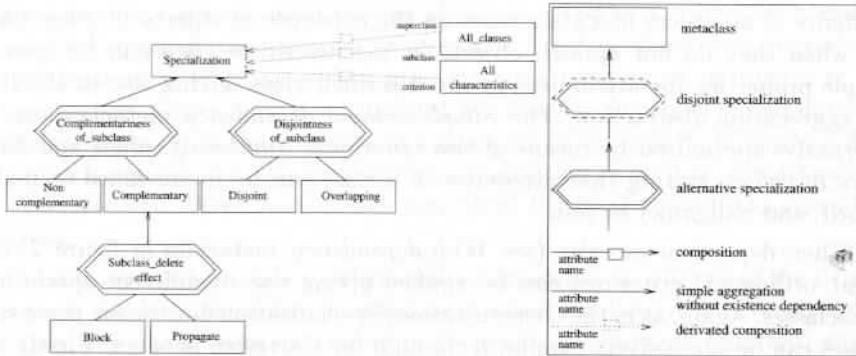 superclass
All_classes
Specialization
subclass
All
characteristics
criterion
Complementariness
of_subclass
Disjointness
of_subclass
Non
complementary
Complementary
Disjoint
Overlapping
Subclass_delete
effect
Block
Propagate
metaclass
disjoint specialization
alternative specialization
attribute
name
composition
attribute
name
simple aggregation
without existence dependency
attribute
name
derivated composition